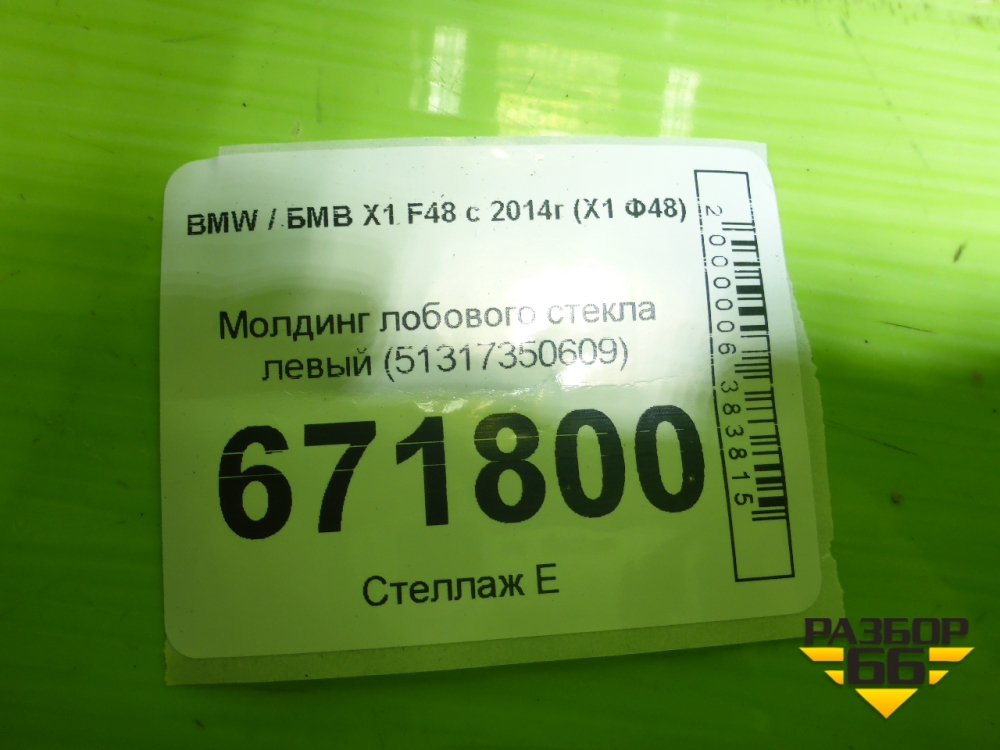 BMW / БМВ X1 F48 с 2014г (X1 Ф48)
Молдинг лобового стекла
левый (51317350609)
671800
Стеллаж E
2000006383815
РАЗБОР
66